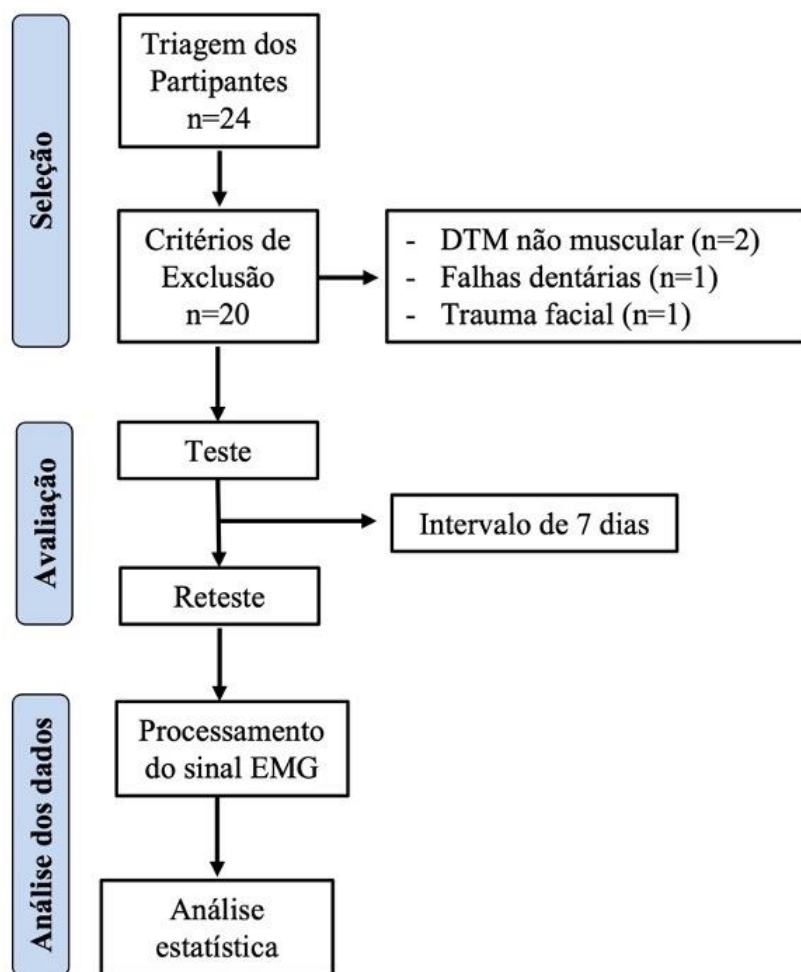 Seleção
Triagem dos
Partipantes
n=24
Critérios de
Exclusão
n=20
- DTM não muscular (n=2)
- Falhas dentárias (n=1)
- Trauma facial (n=1)
Avaliação
Teste
Intervalo de 7 dias
Reteste
Análise dos dados
Processamento
do sinal EMG
Análise
estatística